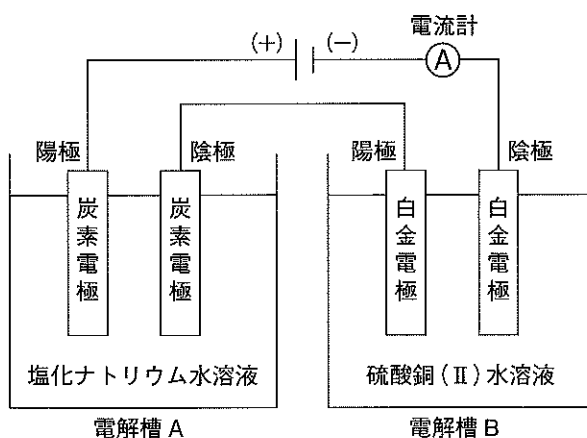 電流計
(+) (−) A
陽極 陰極 陽極 陰極
炭素電極 炭素電極 白金電極 白金電極
塩化ナトリウム水溶液 硫酸銅(Ⅱ)水溶液
電解槽A 電解槽B